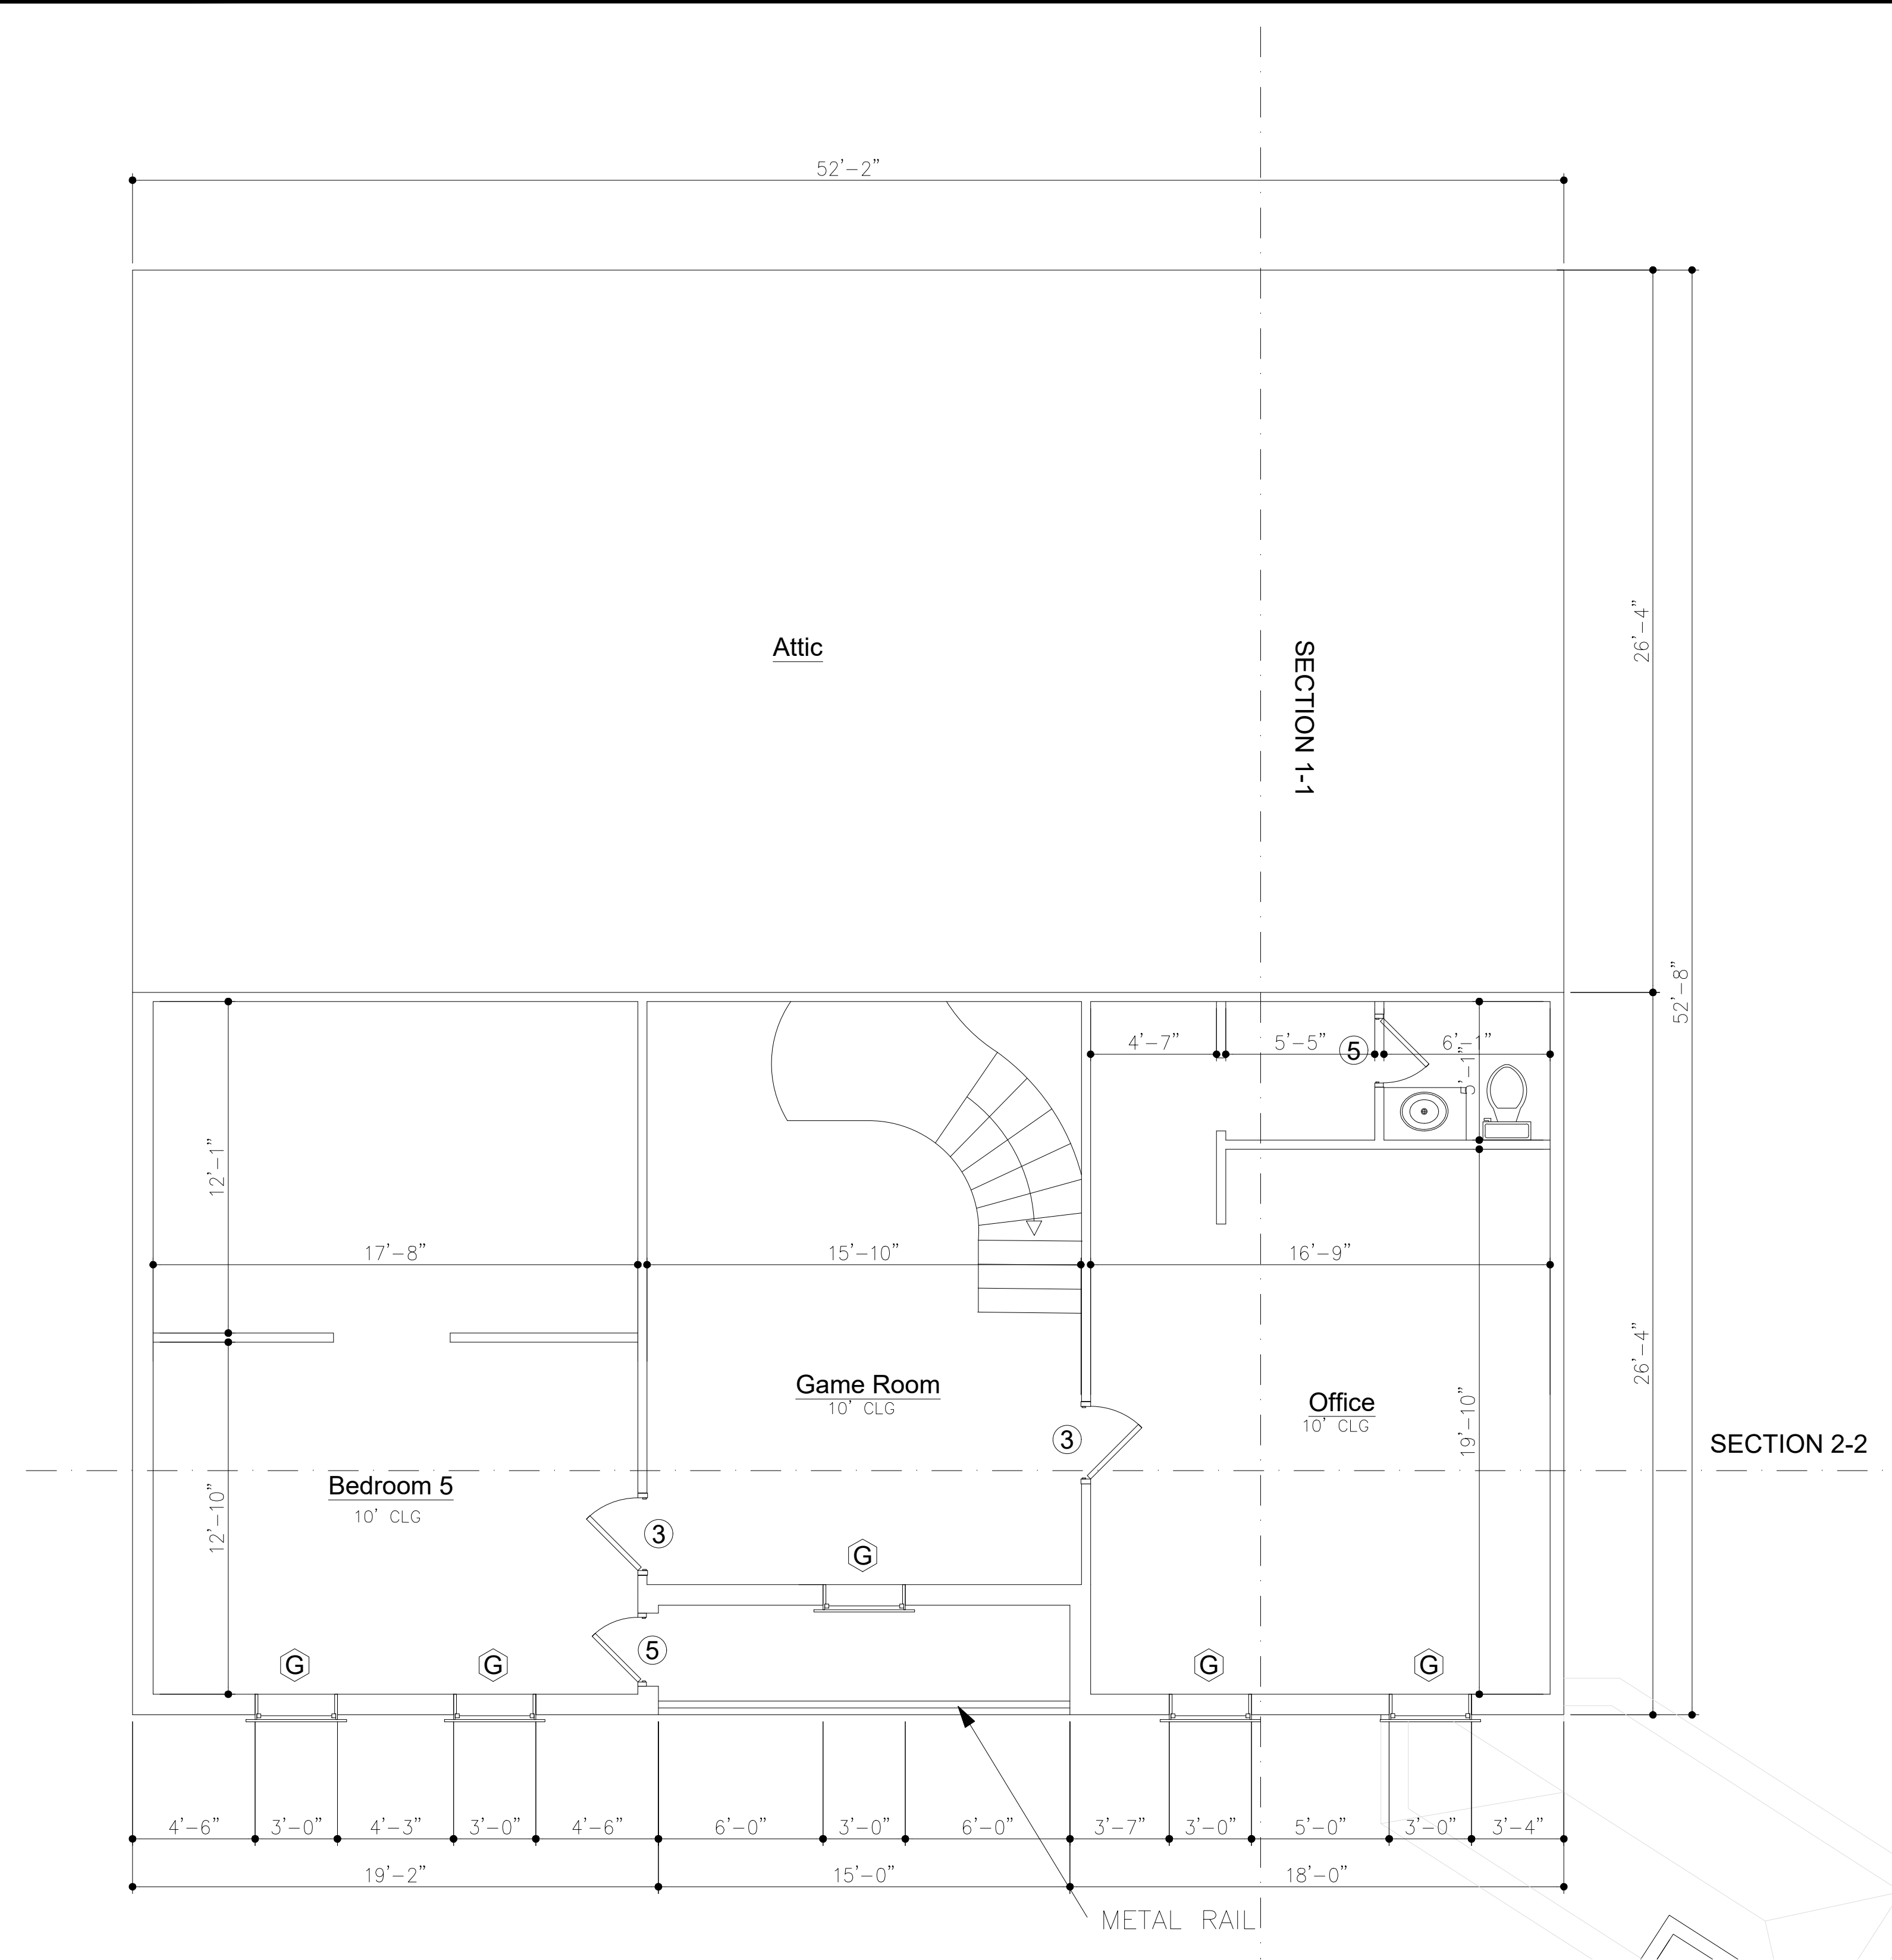 52'-2"
Attic
SECTION 1-1
26'-4"
52'-8"
4'-7"
5'-5"
5
6'-1"
12'-1"
17'-8"
15'-10"
16'-9"
26'-4"
Game Room
10' CLG
Office
10' CLG
19'-10"
3
SECTION 2-2
Bedroom 5
10' CLG
12'-10"
3
G
5
G
G
G
G
4'-6"
3'-0"
4'-3"
3'-0"
4'-6"
6'-0"
3'-0"
6'-0"
3'-7"
3'-0"
5'-0"
3'-0"
3'-4"
19'-2"
15'-0"
18'-0"
METAL RAIL